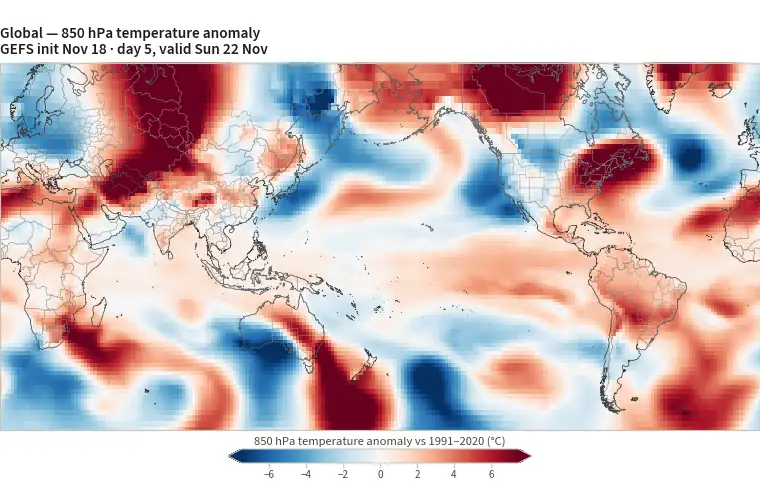 Global — 850 hPa temperature anomaly
GEFS init Nov 18 · day 5, valid Sun 22 Nov
850 hPa temperature anomaly vs 1991–2020 (°C)
−6 −4 −2 0 2 4 6